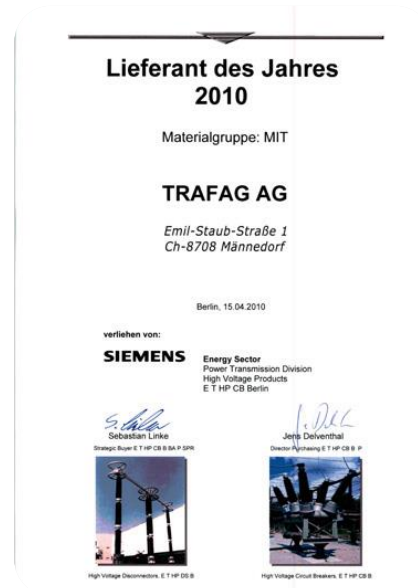 Lieferant des Jahres
2010
Materialgruppe: MIT
TRAFAG AG
Emil-Staub-Straße 1
Ch-8708 Männedorf
Berlin, 15.04.2010
verliehen von:
SIEMENS
Energy Sector
Power Transmission Division
High Voltage Products
E T HP CB Berlin
Sebastian Linke
Strategic Buyer E T HP CB B BA P SPR
Jens Delventhal
Director Purchasing E T HP CB B P
High Voltage Disconnectors, E T HP DS B
High Voltage Circuit Breakers, E T HP CB B